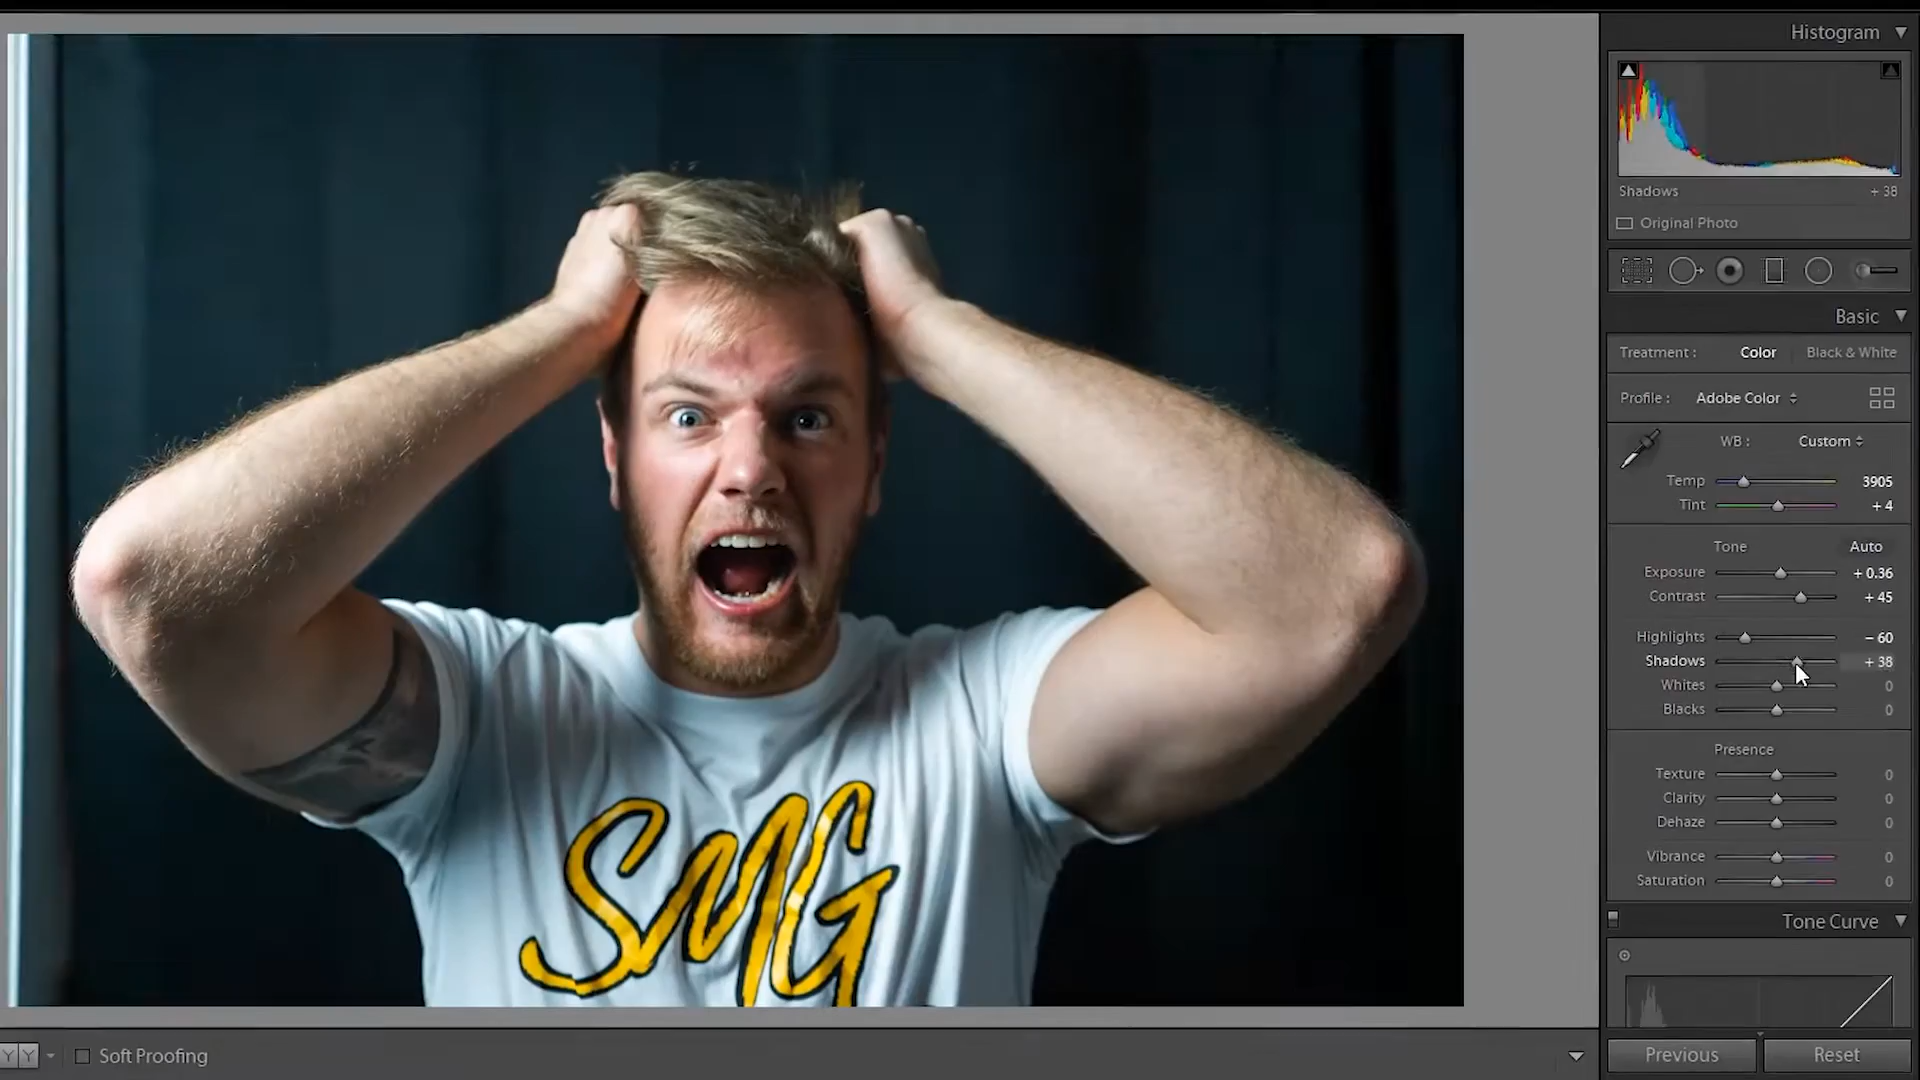 Histogram
Shadows + 38
Original Photo
Basic
Treatment : Color Black & White
Profile : Adobe Color
WB : Custom
Temp 3905
Tint + 4
Tone Auto
Exposure + 0.36
Contrast + 45
Highlights – 60
Shadows + 38
Whites 0
Blacks 0
Presence
Texture 0
Clarity 0
Dehaze 0
Vibrance 0
Saturation 0
Tone Curve
SMG
YY Soft Proofing
Previous Reset